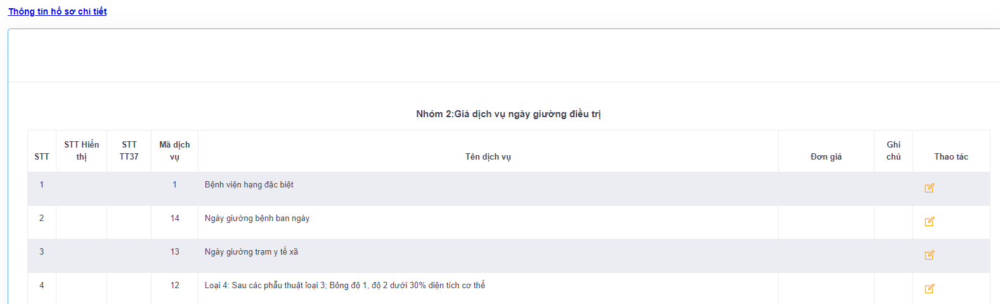 Thông tin hồ sơ chi tiết
Nhóm 2:Giá dịch vụ ngày giường điều trị
STT STT Hiển thị STT TT37 Mã dịch vụ Tên dịch vụ Đơn giá Ghi chú Thao tác
1 1 Bệnh viện hạng đặc biệt
2 14 Ngày giường bệnh ban ngày
3 13 Ngày giường trạm y tế xã
4 12 Loại 4: Sau các phẫu thuật loại 3; Bỏng độ 1, độ 2 dưới 30% diện tích cơ thể